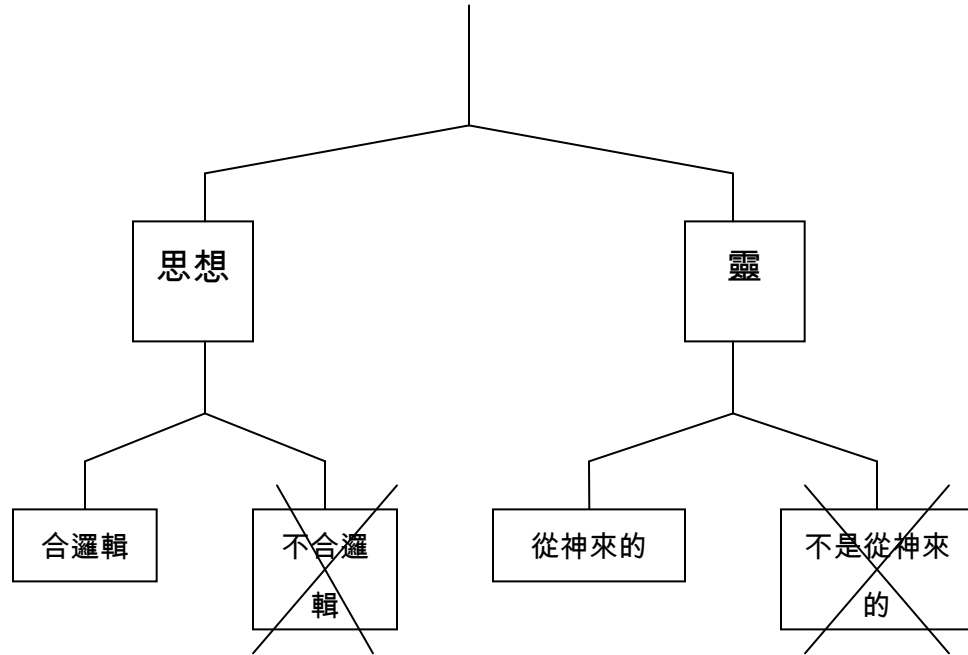 思想
靈
合邏輯
不合邏
輯
從神來的
不是從神來
的